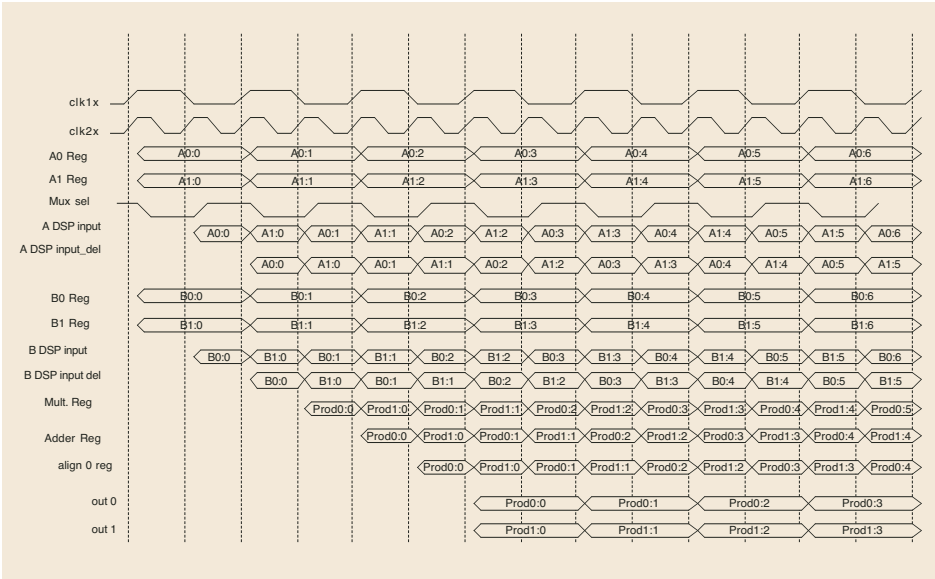 clk1x
clk2x
A0 Reg A0:0 A0:1 A0:2 A0:3 A0:4 A0:5 A0:6
A1 Reg A1:0 A1:1 A1:2 A1:3 A1:4 A1:5 A1:6
Mux sel
A DSP input A0:0 A1:0 A0:1 A1:1 A0:2 A1:2 A0:3 A1:3 A0:4 A1:4 A0:5 A1:5 A0:6
A DSP input_del A0:0 A1:0 A0:1 A1:1 A0:2 A1:2 A0:3 A1:3 A0:4 A1:4 A0:5 A1:5
B0 Reg B0:0 B0:1 B0:2 B0:3 B0:4 B0:5 B0:6
B1 Reg B1:0 B1:1 B1:2 B1:3 B1:4 B1:5 B1:6
B DSP input B0:0 B1:0 B0:1 B1:1 B0:2 B1:2 B0:3 B1:3 B0:4 B1:4 B0:5 B1:5 B0:6
B DSP input del B0:0 B1:0 B0:1 B1:1 B0:2 B1:2 B0:3 B1:3 B0:4 B1:4 B0:5 B1:5
Mult. Reg Prod0:0 Prod1:0 Prod0:1 Prod1:1 Prod0:2 Prod1:2 Prod0:3 Prod1:3 Prod0:4 Prod1:4 Prod0:5
Adder Reg Prod0:0 Prod1:0 Prod0:1 Prod1:1 Prod0:2 Prod1:2 Prod0:3 Prod1:3 Prod0:4 Prod1:4
align 0 reg Prod0:0 Prod1:0 Prod0:1 Prod1:1 Prod0:2 Prod1:2 Prod0:3 Prod1:3 Prod0:4
out 0 Prod0:0 Prod0:1 Prod0:2 Prod0:3
out 1 Prod1:0 Prod1:1 Prod1:2 Prod1:3